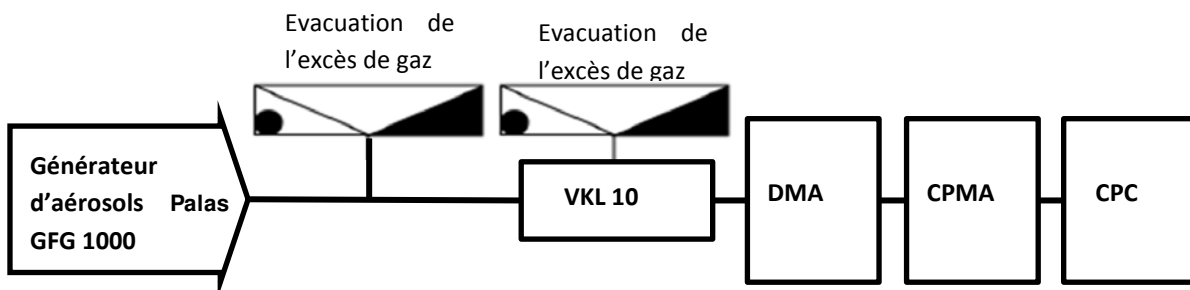 Evacuation de
l'excès de gaz
Evacuation de
l'excès de gaz
Générateur
d'aérosols Palas
GFG 1000
VKL 10
DMA
CPMA
CPC